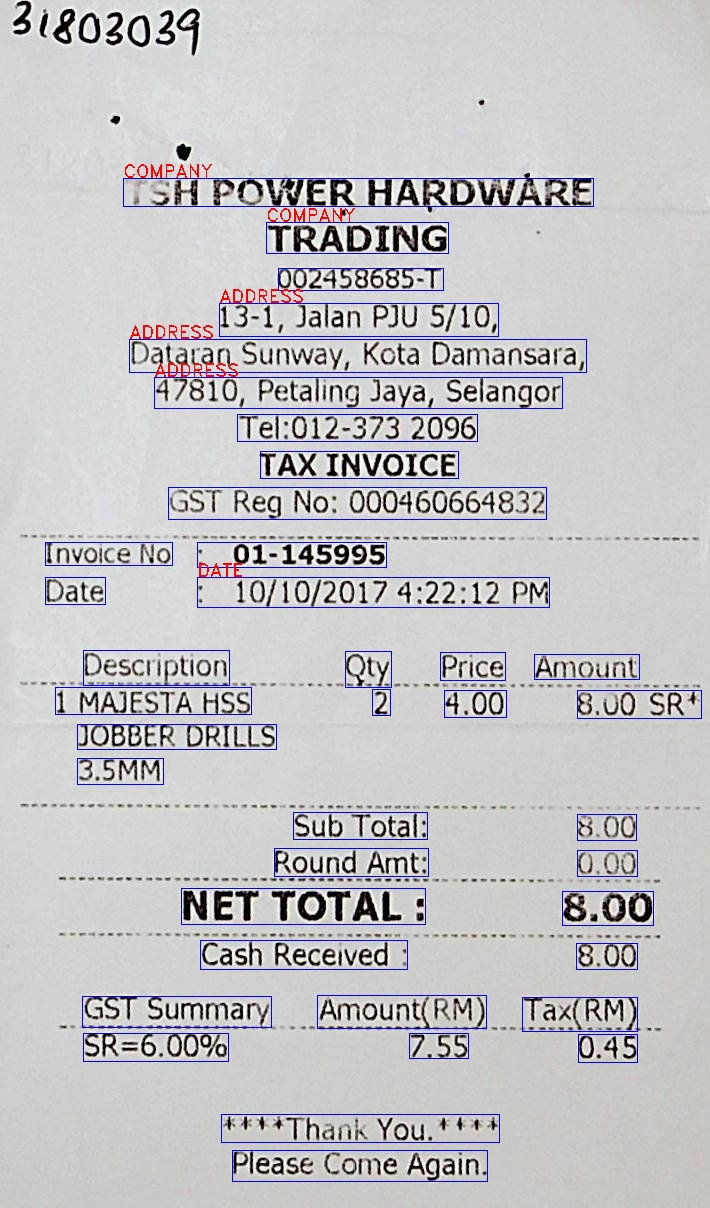 31803039
COMPANY
TSH POWER HARDWARE
COMPANY
TRADING
002458685-T
ADDRESS
13-1, Jalan PJU 5/10,
ADDRESS
Dataran Sunway, Kota Damansara,
ADDRESS
47810, Petaling Jaya, Selangor
Tel:012-373 2096
TAX INVOICE
GST Reg No: 000460664832
Invoice No : 01-145995
DATE
Date : 10/10/2017 4:22:12 PM
Description Qty Price Amount
1 MAJESTA HSS 2 4.00 8.00 SR*
JOBBER DRILLS
3.5MM
Sub Total: 8.00
Round Amt: 0.00
NET TOTAL : 8.00
Cash Received : 8.00
GST Summary Amount(RM) Tax(RM)
SR=6.00% 7.55 0.45
****Thank You.****
Please Come Again.